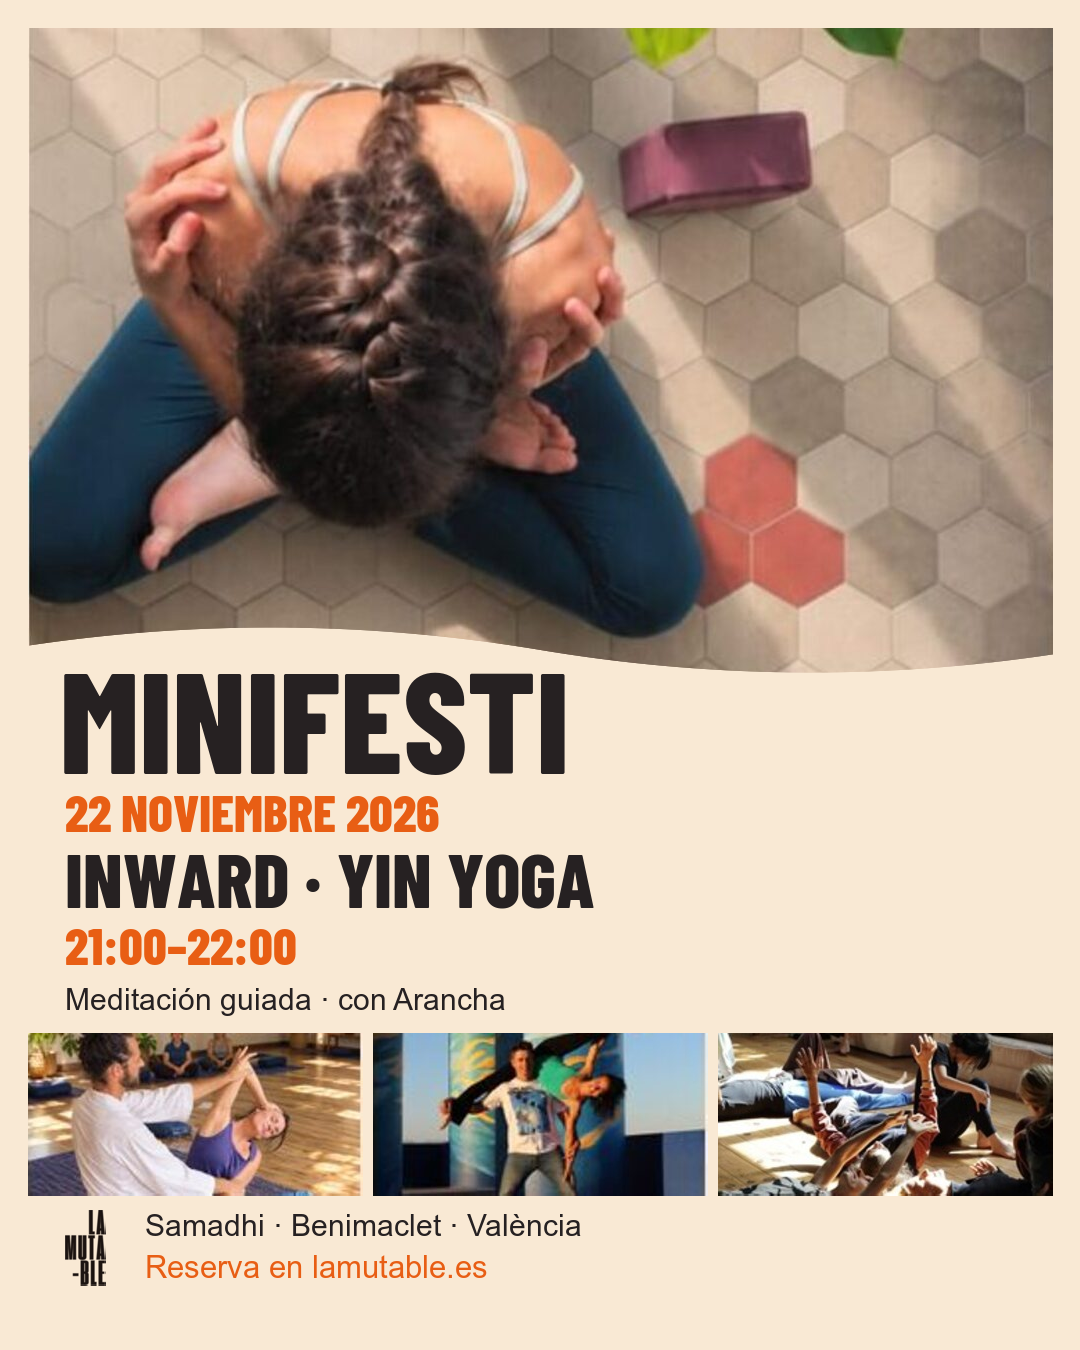 MINIFESTI
22 NOVIEMBRE 2026
INWARD · YIN YOGA
21:00–22:00
Meditación guiada · con Arancha
LA
MUTA
-BLE
Samadhi · Benimaclet · València
Reserva en lamutable.es